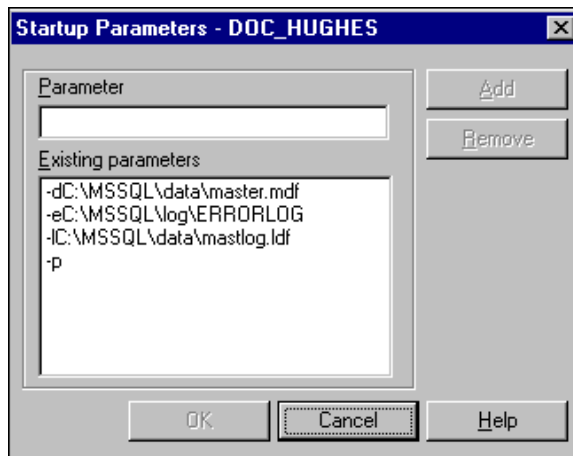 Startup Parameters - DOC_HUGHES
Parameter
Add
Remove
Existing parameters
-dC:\MSSQL\data\master.mdf
-eC:\MSSQL\log\ERRORLOG
-lC:\MSSQL\data\mastlog.ldf
-p
OK
Cancel
Help